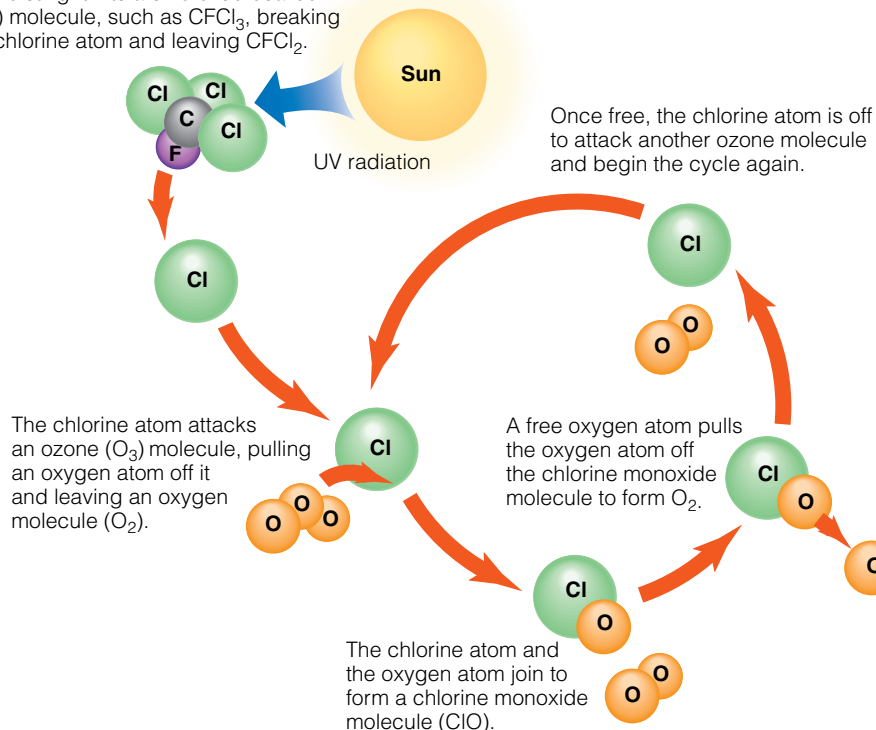 ) molecule, such as CFCl₃, breaking
chlorine atom and leaving CFCl₂.
Sun
UV radiation
Cl
Cl
C
Cl
F
Once free, the chlorine atom is off
to attack another ozone molecule
and begin the cycle again.
Cl
Cl
O
O
The chlorine atom attacks
an ozone (O₃) molecule, pulling
an oxygen atom off it
and leaving an oxygen
molecule (O₂).
Cl
O
O
O
A free oxygen atom pulls
the oxygen atom off
the chlorine monoxide
molecule to form O₂.
Cl
O
Cl
O
The chlorine atom and
the oxygen atom join to
form a chlorine monoxide
molecule (ClO).
O
O